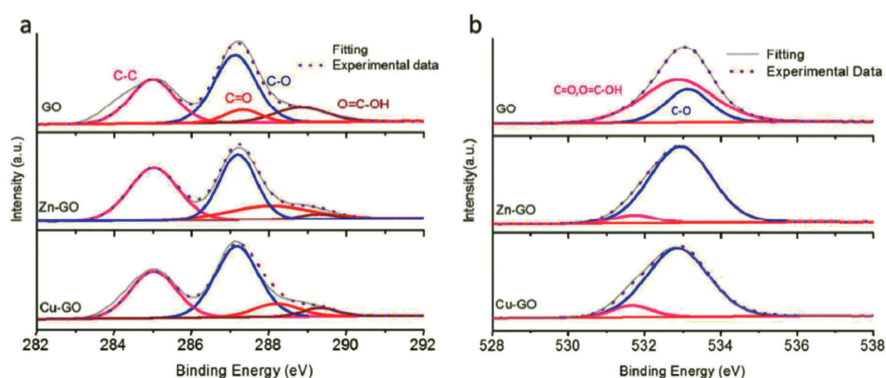 a
Fitting
Experimental data
C-C
C-O
C=O
O=C-OH
GO
Zn-GO
Cu-GO
Intensity (a.u.)
282 284 286 288 290 292
Binding Energy (eV)
b
Fitting
Experimental Data
C=O,O=C-OH
C-O
GO
Zn-GO
Cu-GO
Intensity(a.u.)
528 530 532 534 536 538
Binding Energy (eV)